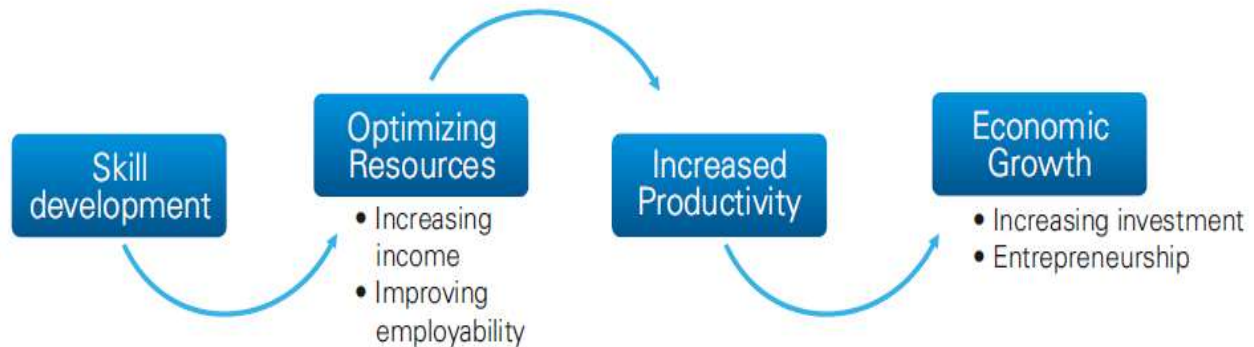 Skill
development
Optimizing
Resources
• Increasing
income
• Improving
employability
Increased
Productivity
Economic
Growth
• Increasing investment
• Entrepreneurship